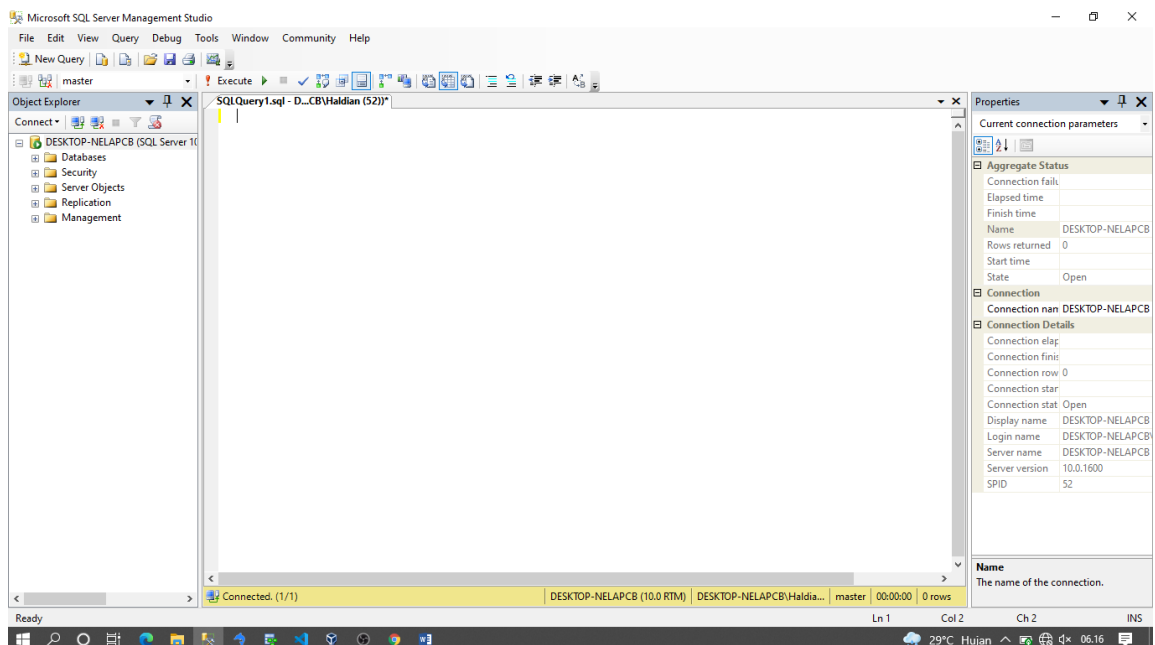 Microsoft SQL Server Management Studio
File Edit View Query Debug Tools Window Community Help
New Query
master Execute
Object Explorer
Connect
DESKTOP-NELAPCB (SQL Server 10
Databases
Security
Server Objects
Replication
Management
SQLQuery1.sql - D...CB\Haldian (52))*
Connected. (1/1) DESKTOP-NELAPCB (10.0 RTM) DESKTOP-NELAPCB\Haldia... master 00:00:00 0 rows
Properties
Current connection parameters
Aggregate Status
Connection failu
Elapsed time
Finish time
Name DESKTOP-NELAPCB
Rows returned 0
Start time
State Open
Connection
Connection nam DESKTOP-NELAPCB
Connection Details
Connection elap
Connection finis
Connection row 0
Connection star
Connection stat Open
Display name DESKTOP-NELAPCB
Login name DESKTOP-NELAPCB\
Server name DESKTOP-NELAPCB
Server version 10.0.1600
SPID 52
Name
The name of the connection.
Ready Ln 1 Col 2 Ch 2 INS
29°C Hujan 06.16